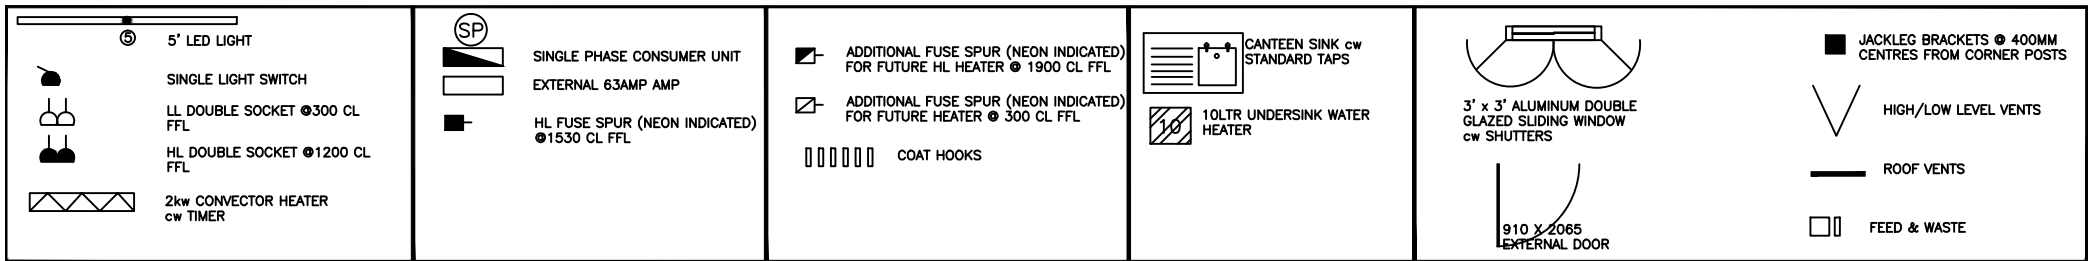 5
5' LED LIGHT
SINGLE LIGHT SWITCH
LL DOUBLE SOCKET @300 CL
FFL
HL DOUBLE SOCKET @1200 CL
FFL
2kw CONVECTOR HEATER
cw TIMER
SP
SINGLE PHASE CONSUMER UNIT
EXTERNAL 63AMP AMP
HL FUSE SPUR (NEON INDICATED)
@1530 CL FFL
ADDITIONAL FUSE SPUR (NEON INDICATED)
FOR FUTURE HL HEATER @ 1900 CL FFL
ADDITIONAL FUSE SPUR (NEON INDICATED)
FOR FUTURE HEATER @ 300 CL FFL
COAT HOOKS
CANTEEN SINK cw
STANDARD TAPS
10
10LTR UNDERSINK WATER
HEATER
3' x 3' ALUMINUM DOUBLE
GLAZED SLIDING WINDOW
cw SHUTTERS
910 X 2065
EXTERNAL DOOR
JACKLEG BRACKETS @ 400MM
CENTRES FROM CORNER POSTS
HIGH/LOW LEVEL VENTS
ROOF VENTS
FEED & WASTE